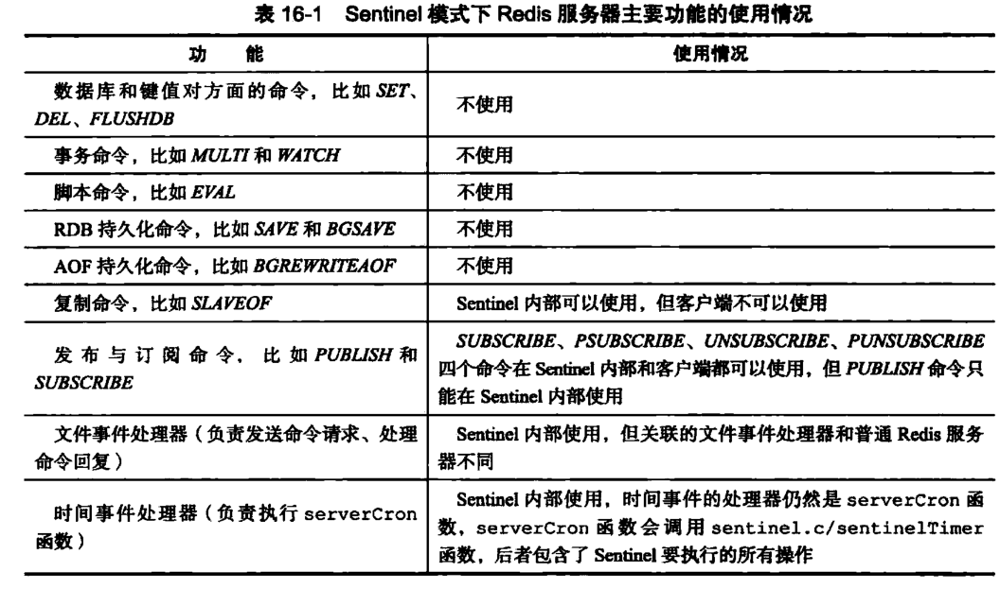 表 16-1 Sentinel 模式下 Redis 服务器主要功能的使用情况
功 能
使用情况
数据库和键值对方面的命令，比如 SET、
DEL、FLUSHDB
不使用
事务命令，比如 MULTI 和 WATCH
不使用
脚本命令，比如 EVAL
不使用
RDB 持久化命令，比如 SAVE 和 BGSAVE
不使用
AOF 持久化命令，比如 BGREWRITEAOF
不使用
复制命令，比如 SLAVEOF
Sentinel 内部可以使用，但客户端不可以使用
发布与订阅命令，比如 PUBLISH 和
SUBSCRIBE
SUBSCRIBE、PSUBSCRIBE、UNSUBSCRIBE、PUNSUBSCRIBE
四个命令在 Sentinel 内部和客户端都可以使用，但 PUBLISH 命令只
能在 Sentinel 内部使用
文件事件处理器（负责发送命令请求、处理
命令回复）
Sentinel 内部使用，但关联的文件事件处理器和普通 Redis 服务
器不同
时间事件处理器（负责执行 serverCron
函数）
Sentinel 内部使用，时间事件的处理器仍然是 serverCron 函
数，serverCron 函数会调用 sentinel.c/sentinelTimer
函数，后者包含了 Sentinel 要执行的所有操作